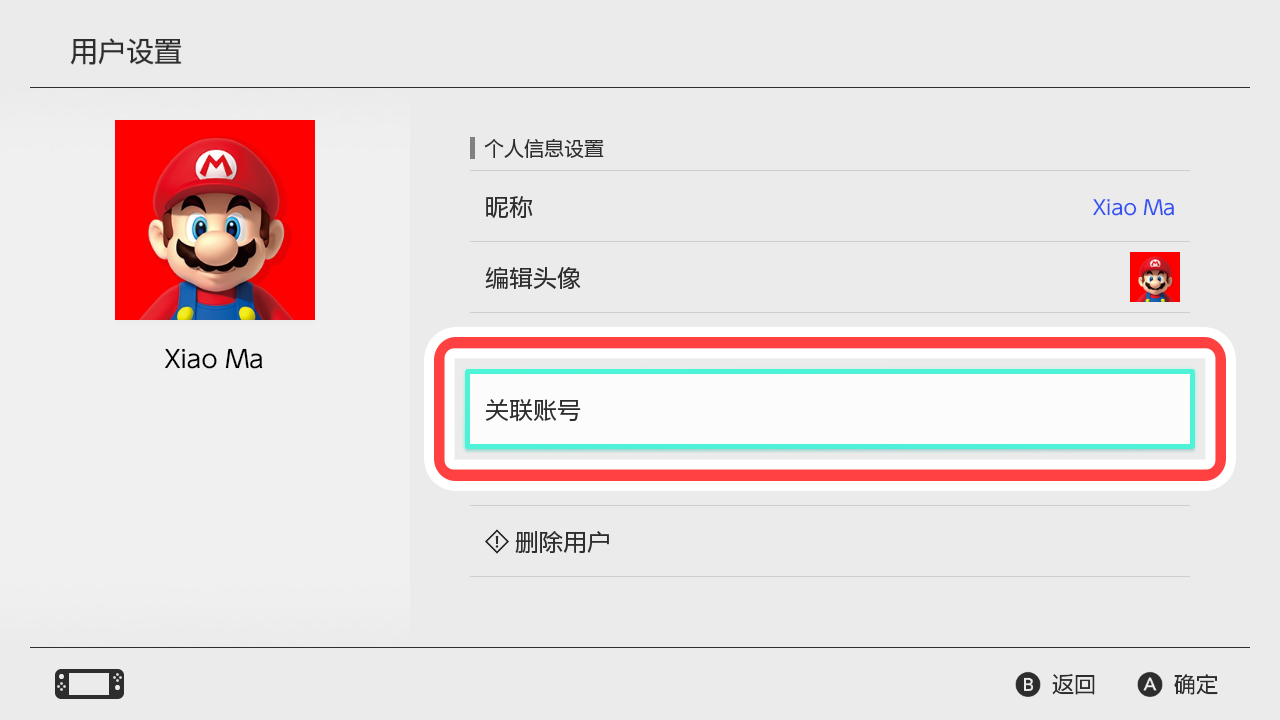 用户设置
Xiao Ma
个人信息设置
昵称 Xiao Ma
编辑头像
关联账号
删除用户
B 返回 A 确定